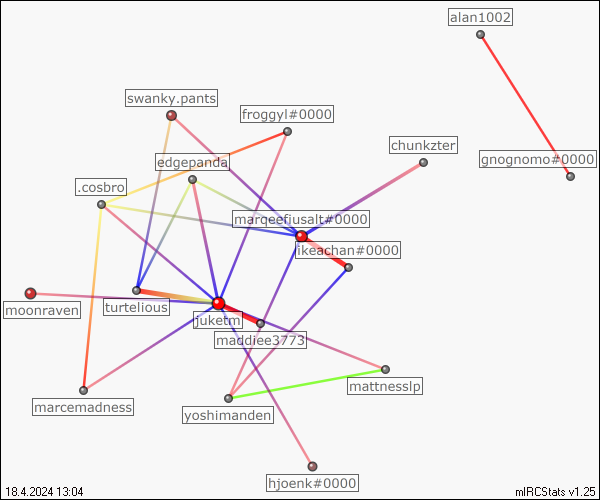 alan1002
swanky.pants
froggyl#0000
chunkzter
edgepanda
gnognomo#0000
.cosbro
marqeefiusalt#0000
ikeachan#0000
moonraven
turtelious
juketm
maddiee3773
mattnesslp
marcemadness
yoshimanden
hjoenk#0000
18.4.2024 13:04
mIRCStats v1.25